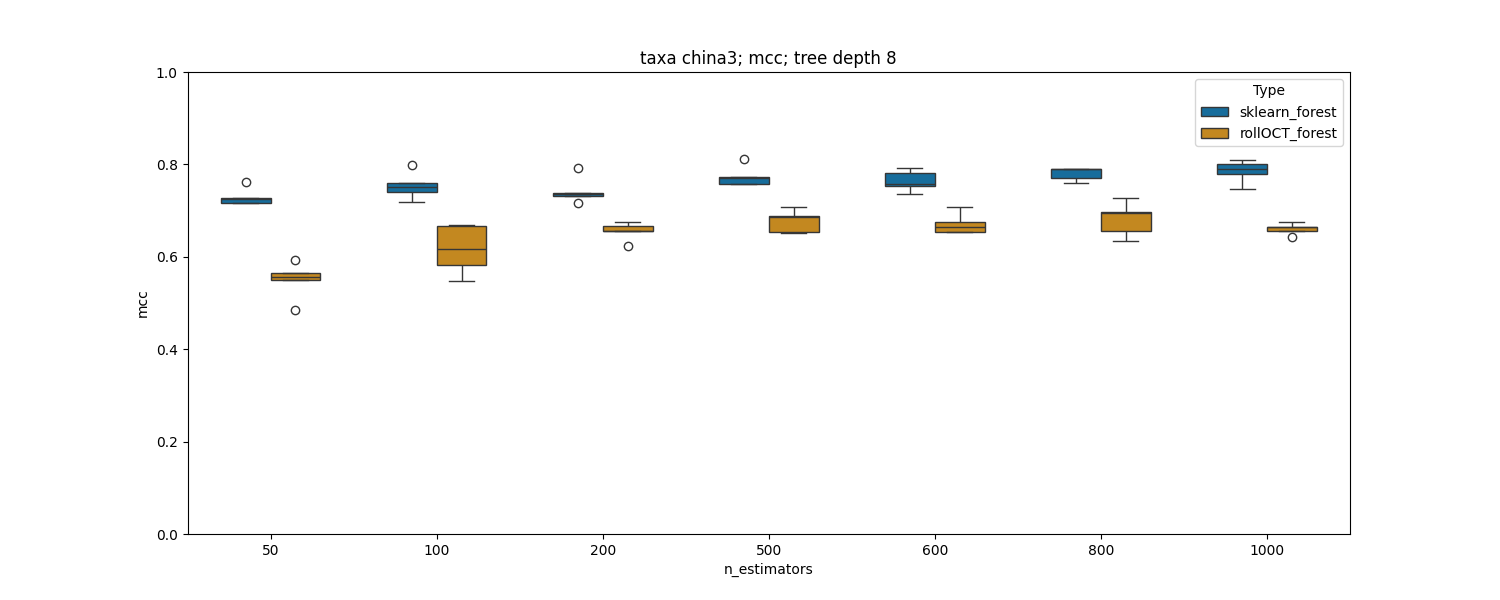 taxa china3; mcc; tree depth 8
Type
sklearn_forest
rollOCT_forest
mcc
1.0
0.8
0.6
0.4
0.2
0.0
50 100 200 500 600 800 1000
n_estimators